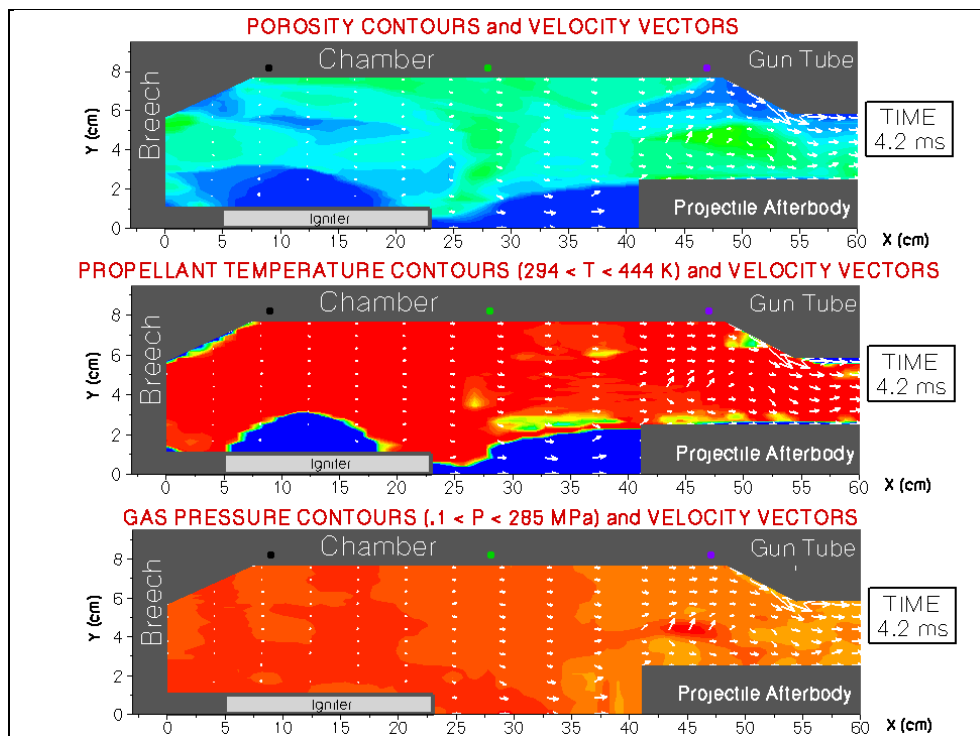 POROSITY CONTOURS and VELOCITY VECTORS
Chamber
Gun Tube
Breech
Y (cm)
8
6
4
2
0
Igniter
Projectile Afterbody
TIME
4.2 ms
0 5 10 15 20 25 30 35 40 45 50 55 60
X (cm)
PROPELLANT TEMPERATURE CONTOURS (294 < T < 444 K) and VELOCITY VECTORS
Chamber
Gun Tube
Breech
Y (cm)
8
6
4
2
0
Igniter
Projectile Afterbody
TIME
4.2 ms
0 5 10 15 20 25 30 35 40 45 50 55 60
X (cm)
GAS PRESSURE CONTOURS (.1 < P < 285 MPa) and VELOCITY VECTORS
Chamber
Gun Tube
Breech
Y (cm)
8
6
4
2
0
Igniter
Projectile Afterbody
TIME
4.2 ms
0 5 10 15 20 25 30 35 40 45 50 55 60
X (cm)